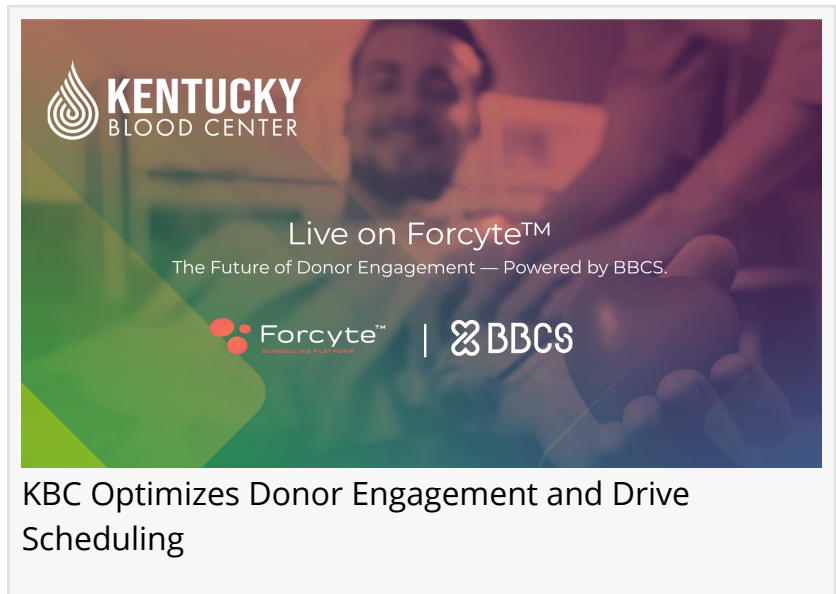 KENTUCKY
BLOOD CENTER
Live on Forcyte™
The Future of Donor Engagement — Powered by BBCS.
Forcyte™ | BBCS
SCHEDULING PLATFORM
KBC Optimizes Donor Engagement and Drive
Scheduling